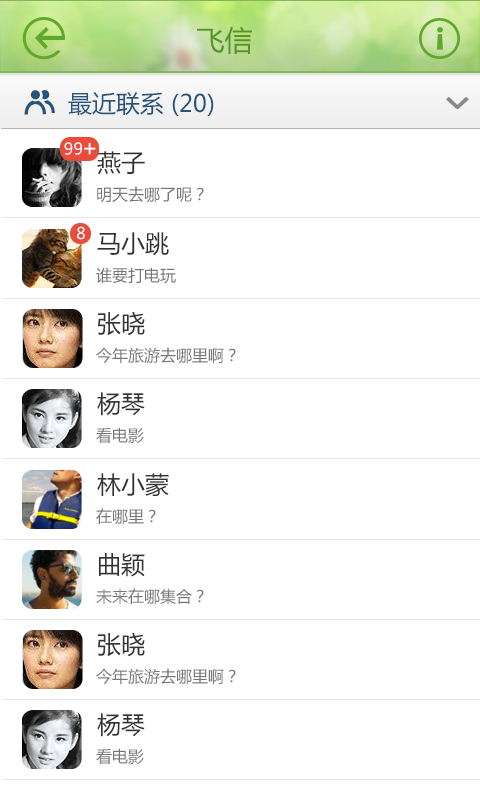 飞信
最近联系 (20)
99+
燕子
明天去哪了呢？
8
马小跳
谁要打电玩
张晓
今年旅游去哪里啊？
杨琴
看电影
林小蒙
在哪里？
曲颖
未来在哪集合？
张晓
今年旅游去哪里啊？
杨琴
看电影